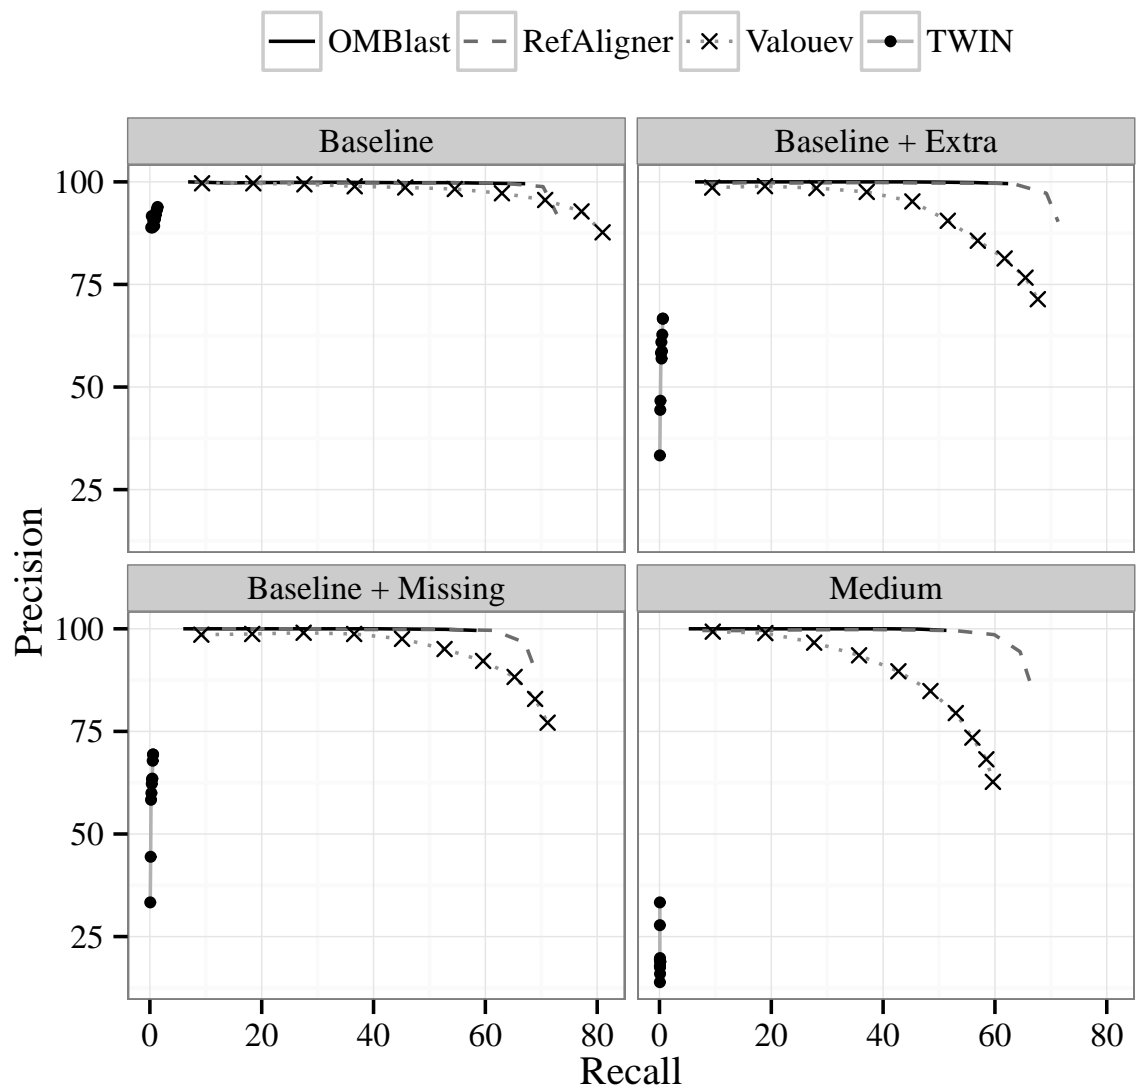 OMBlast RefAligner Valouev TWIN
Baseline Baseline + Extra
100
75
50
25
Precision
Baseline + Missing Medium
100
75
50
25
0 20 40 60 80 0 20 40 60 80
Recall